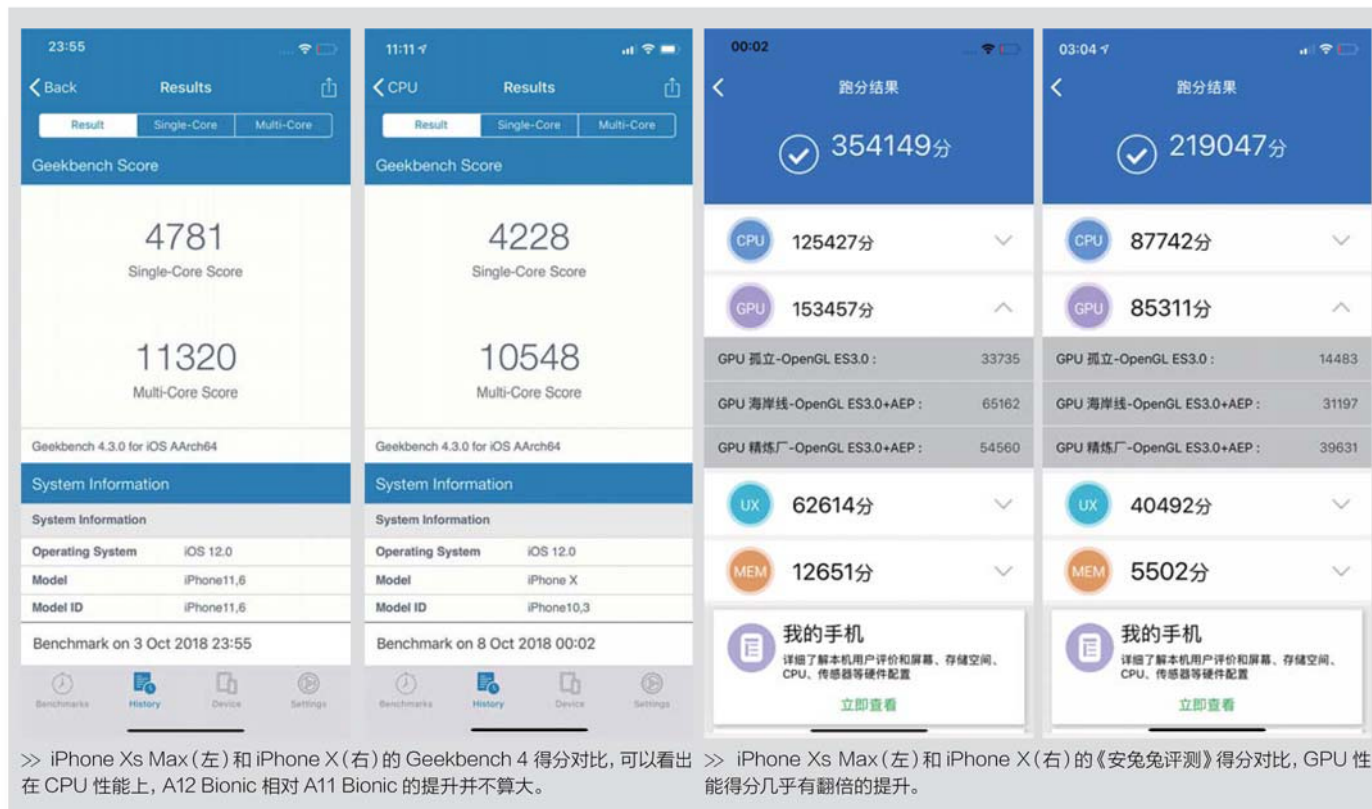 23:55
Back
Results
Result
Single-Core
Multi-Core
Geekbench Score
4781
Single-Core Score
11320
Multi-Core Score
Geekbench 4.3.0 for iOS AArch64
System Information
System Information
Operating System iOS 12.0
Model iPhone11,6
Model ID iPhone11,6
Benchmark on 3 Oct 2018 23:55
Benchmarks
History
Device
Settings
11:11
CPU
Results
Result
Single-Core
Multi-Core
Geekbench Score
4228
Single-Core Score
10548
Multi-Core Score
Geekbench 4.3.0 for iOS AArch64
System Information
System Information
Operating System iOS 12.0
Model iPhone X
Model ID iPhone10,3
Benchmark on 8 Oct 2018 00:02
Benchmarks
History
Device
Settings
>> iPhone Xs Max(左)和 iPhone X(右)的 Geekbench 4 得分对比,可以看出
在 CPU 性能上, A12 Bionic 相对 A11 Bionic 的提升并不算大。
00:02
跑分结果
354149分
CPU 125427分
GPU 153457分
GPU 孤立-OpenGL ES3.0 : 33735
GPU 海岸线-OpenGL ES3.0+AEP : 65162
GPU 精炼厂-OpenGL ES3.0+AEP : 54560
UX 62614分
MEM 12651分
我的手机
详细了解本机用户评价和屏幕、存储空间、
CPU、传感器等硬件配置
立即查看
03:04
跑分结果
219047分
CPU 87742分
GPU 85311分
GPU 孤立-OpenGL ES3.0 : 14483
GPU 海岸线-OpenGL ES3.0+AEP : 31197
GPU 精炼厂-OpenGL ES3.0+AEP : 39631
UX 40492分
MEM 5502分
我的手机
详细了解本机用户评价和屏幕、存储空间、
CPU、传感器等硬件配置
立即查看
>> iPhone Xs Max(左)和 iPhone X(右)的《安兔兔评测》得分对比, GPU 性
能得分几乎有翻倍的提升。